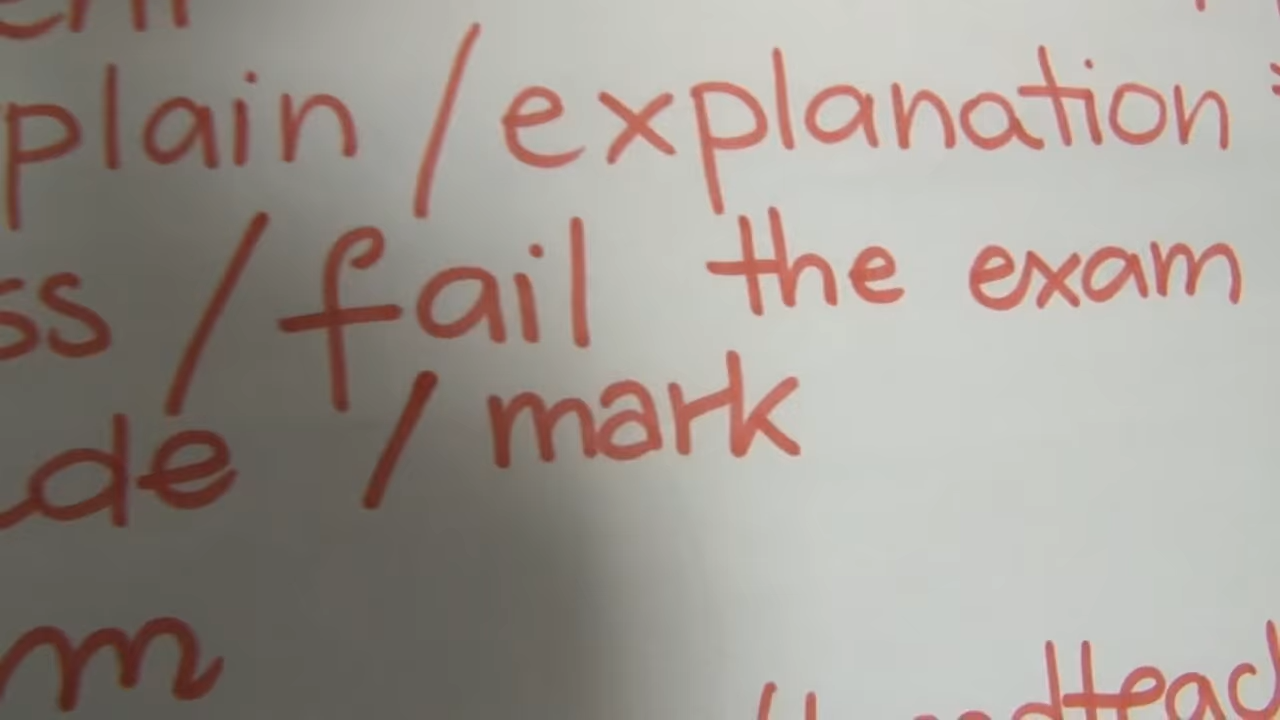 plain / explanation
ss / fail the exam
de / mark
m